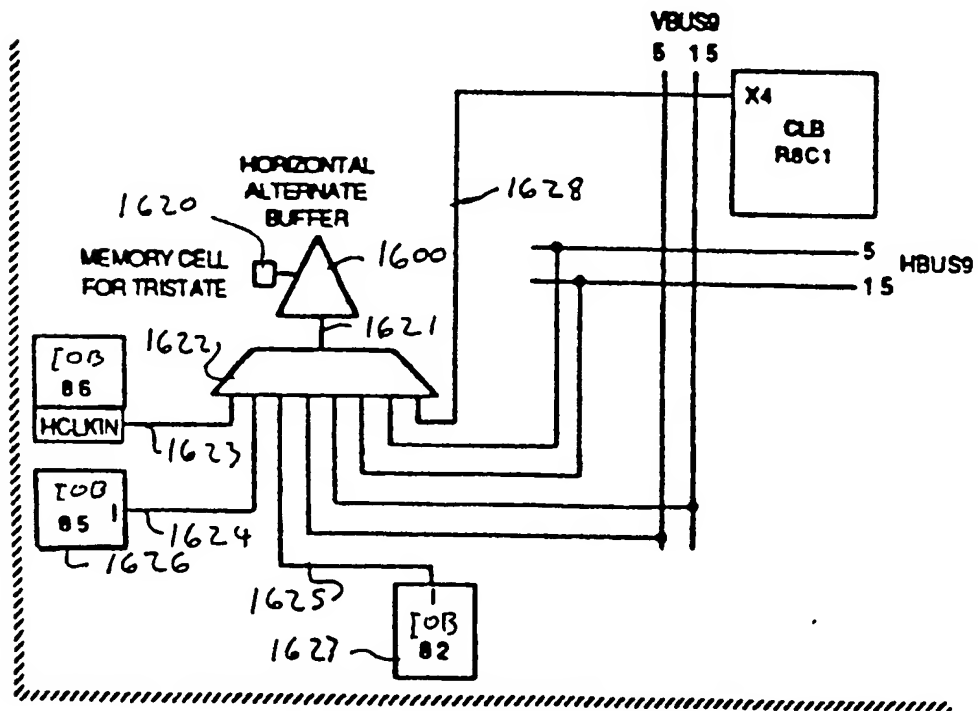 VBUS9
5 15
X4
CLB
R8C1
HORIZONTAL
ALTERNATE
BUFFER
1620
1628
MEMORY CELL
FOR TRISTATE
1600
5
HBUS9
15
1621
1622
IOB
86
HCLKIN
1623
IOB
85 I
1624
1626
1625
I
IOB
82
1627